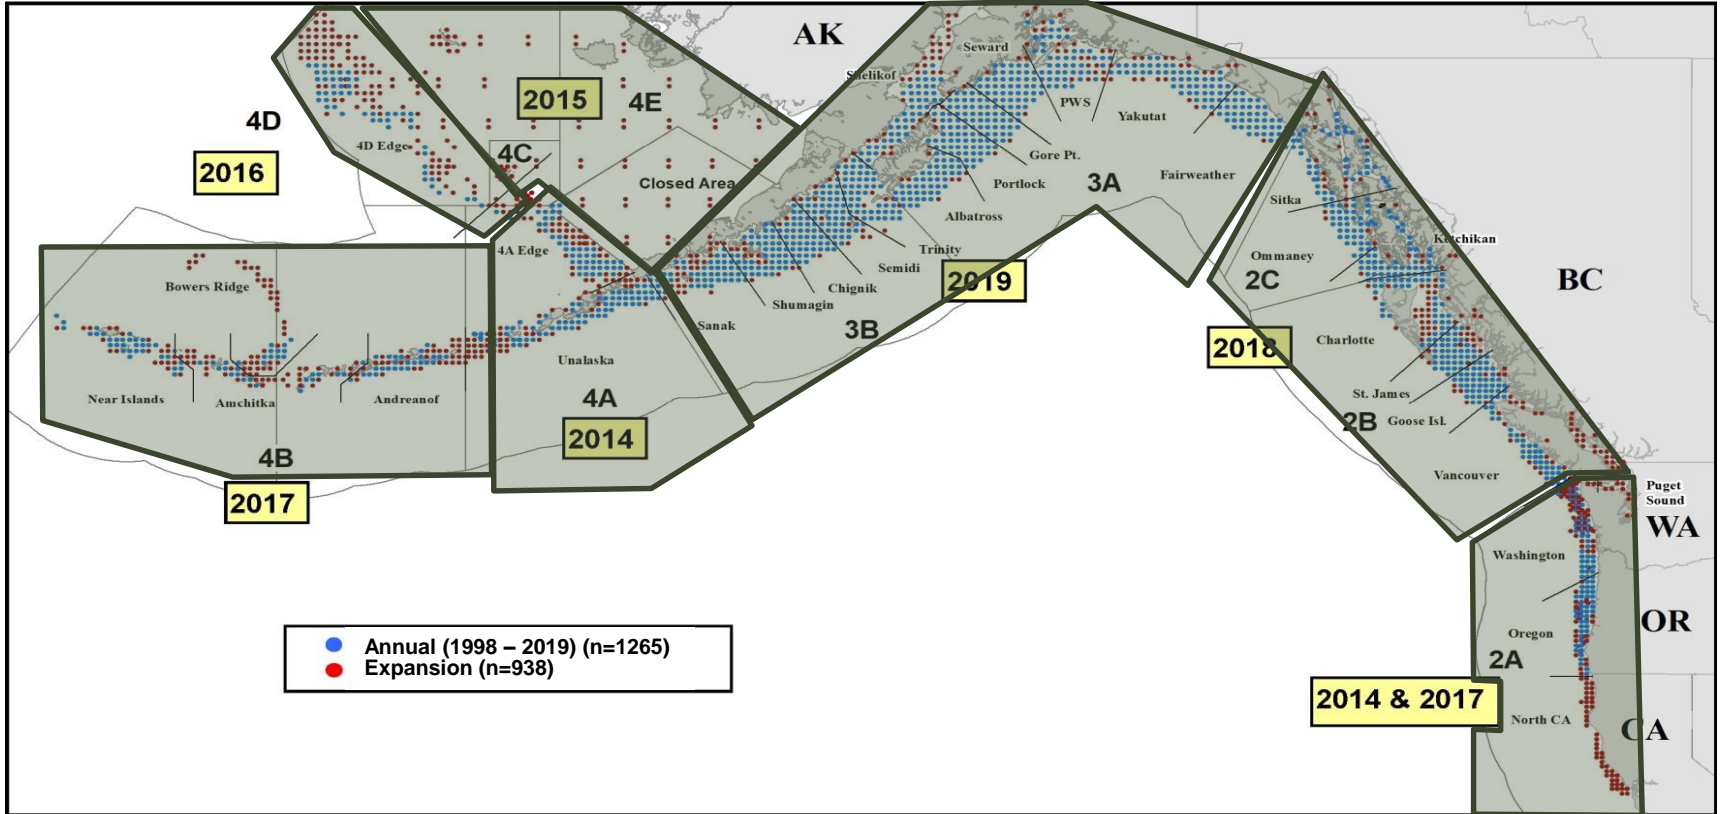 AK
Seward
Shelikof
2015
4E
4D
PWS
Yakutat
4D Edge
4C
2016
Gore Pt.
Closed Area
Portlock
3A
Fairweather
Sitka
Albatross
Ketchikan
4A Edge
Trinity
Ommaney
Semidi
2C
BC
2019
Bowers Ridge
Chignik
Shumagin
Sanak
3B
Charlotte
2018
Unalaska
St. James
Near Islands
Amchitka
Andreanof
4A
2B
Goose Isl.
2014
4B
Vancouver
2017
Puget
Sound
WA
Washington
OR
Oregon
2A
Annual (1998 – 2019) (n=1265)
Expansion (n=938)
2014 & 2017
North CA
CA